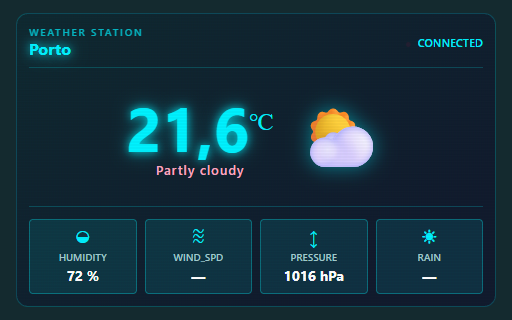 WEATHER STATION
Porto
CONNECTED
21,6°C
Partly cloudy
HUMIDITY
72 %
WIND_SPD
—
PRESSURE
1016 hPa
RAIN
—